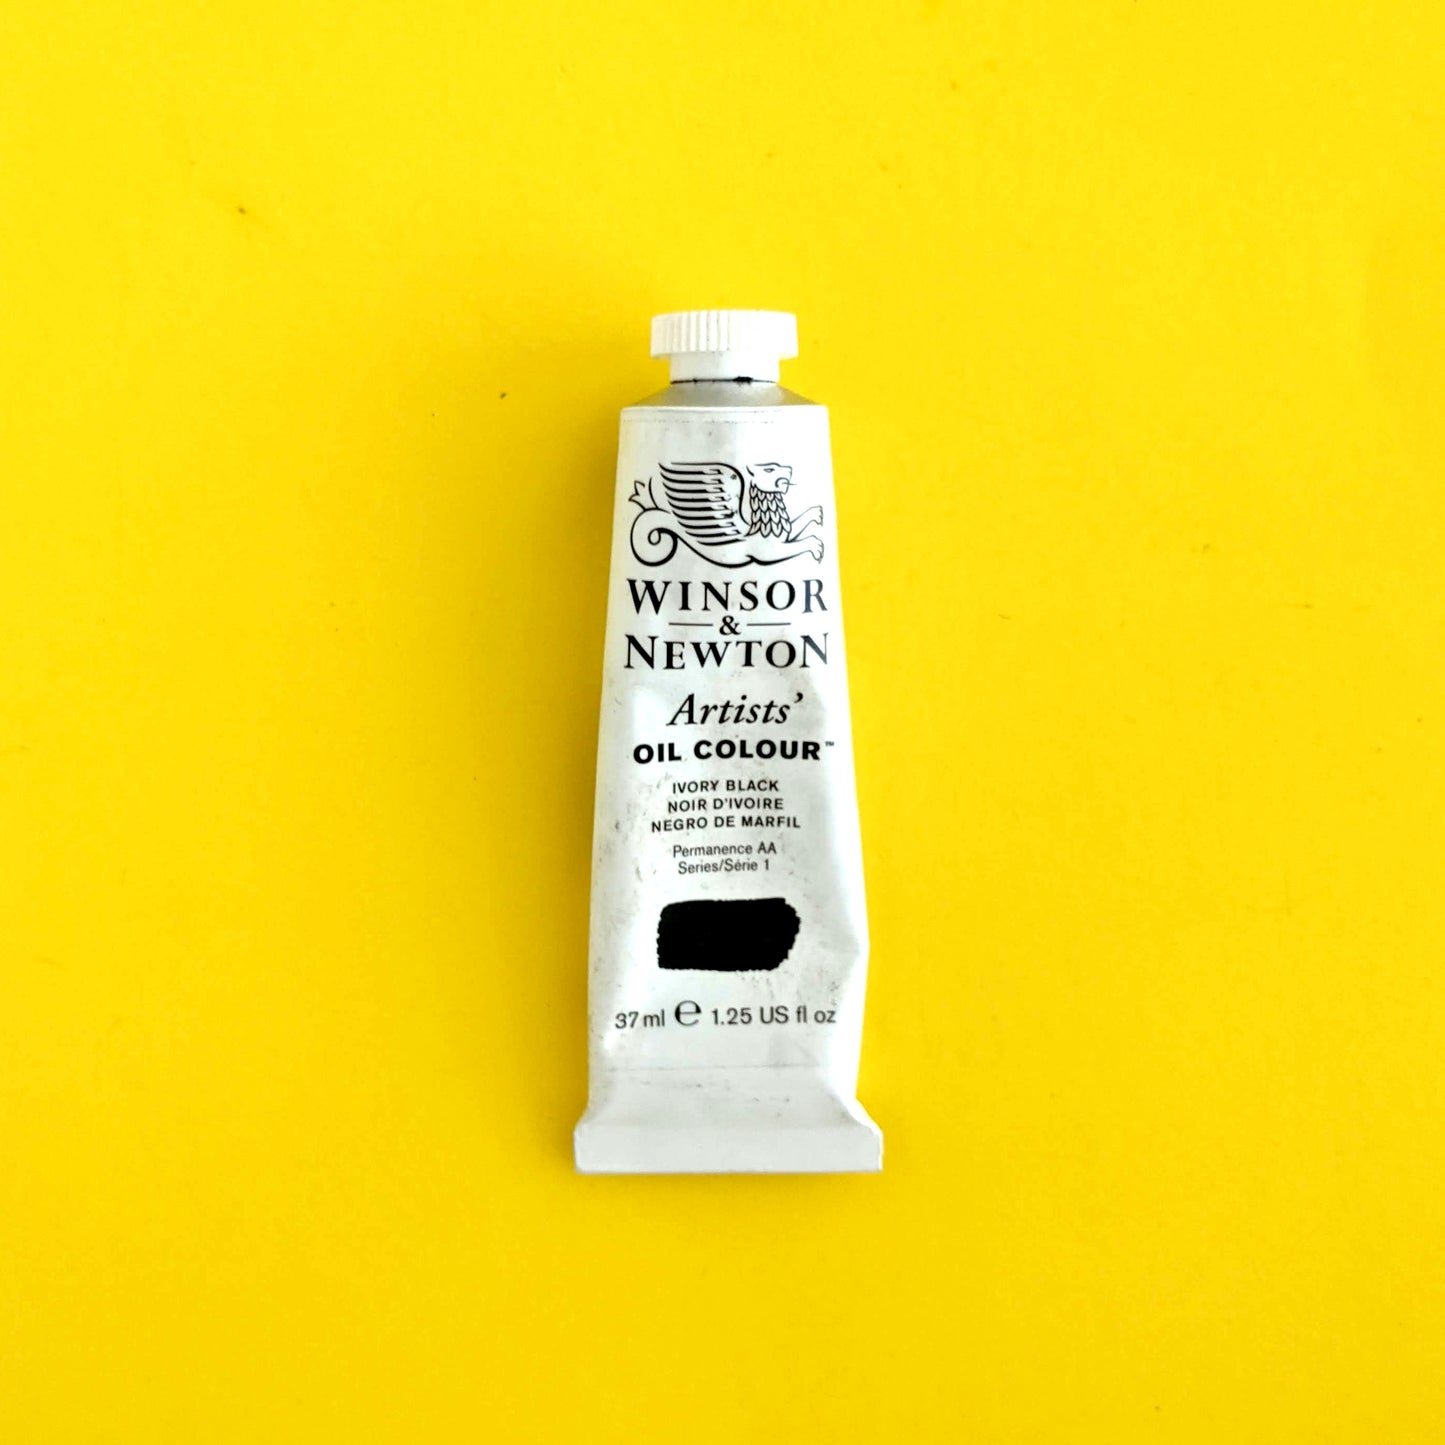 WINSOR
&
NEWTON
Artists’
OIL COLOUR™
IVORY BLACK
NOIR D'IVOIRE
NEGRO DE MARFIL
Permanence AA
Series/Série 1
37 ml ℮ 1.25 US fl oz